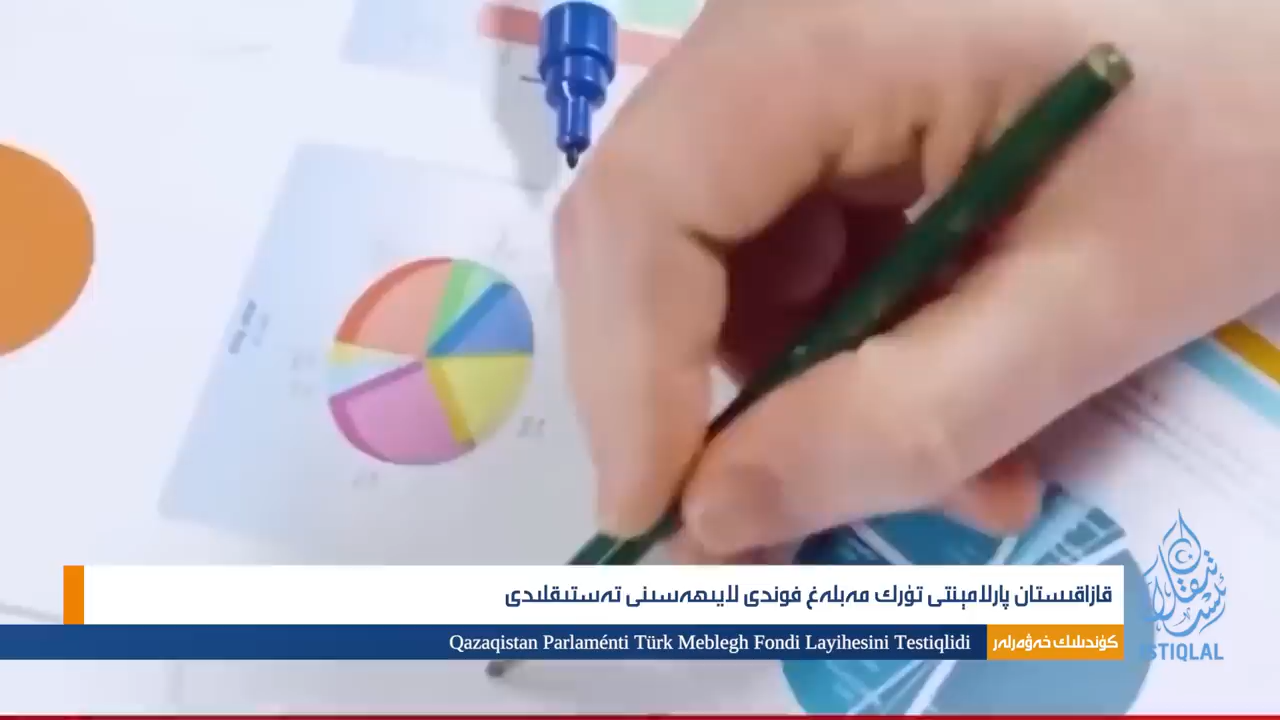 قازاقىستان پارلامېنتى تۈرك مەبلەغ فوندى لايىھەسىنى تەستىقلىدى
كۈندىلىك خەۋەرلەر
Qazaqistan Parlaménti Türk Meblegh Fondi Layihesini Testiqlidi
ISTIQLAL